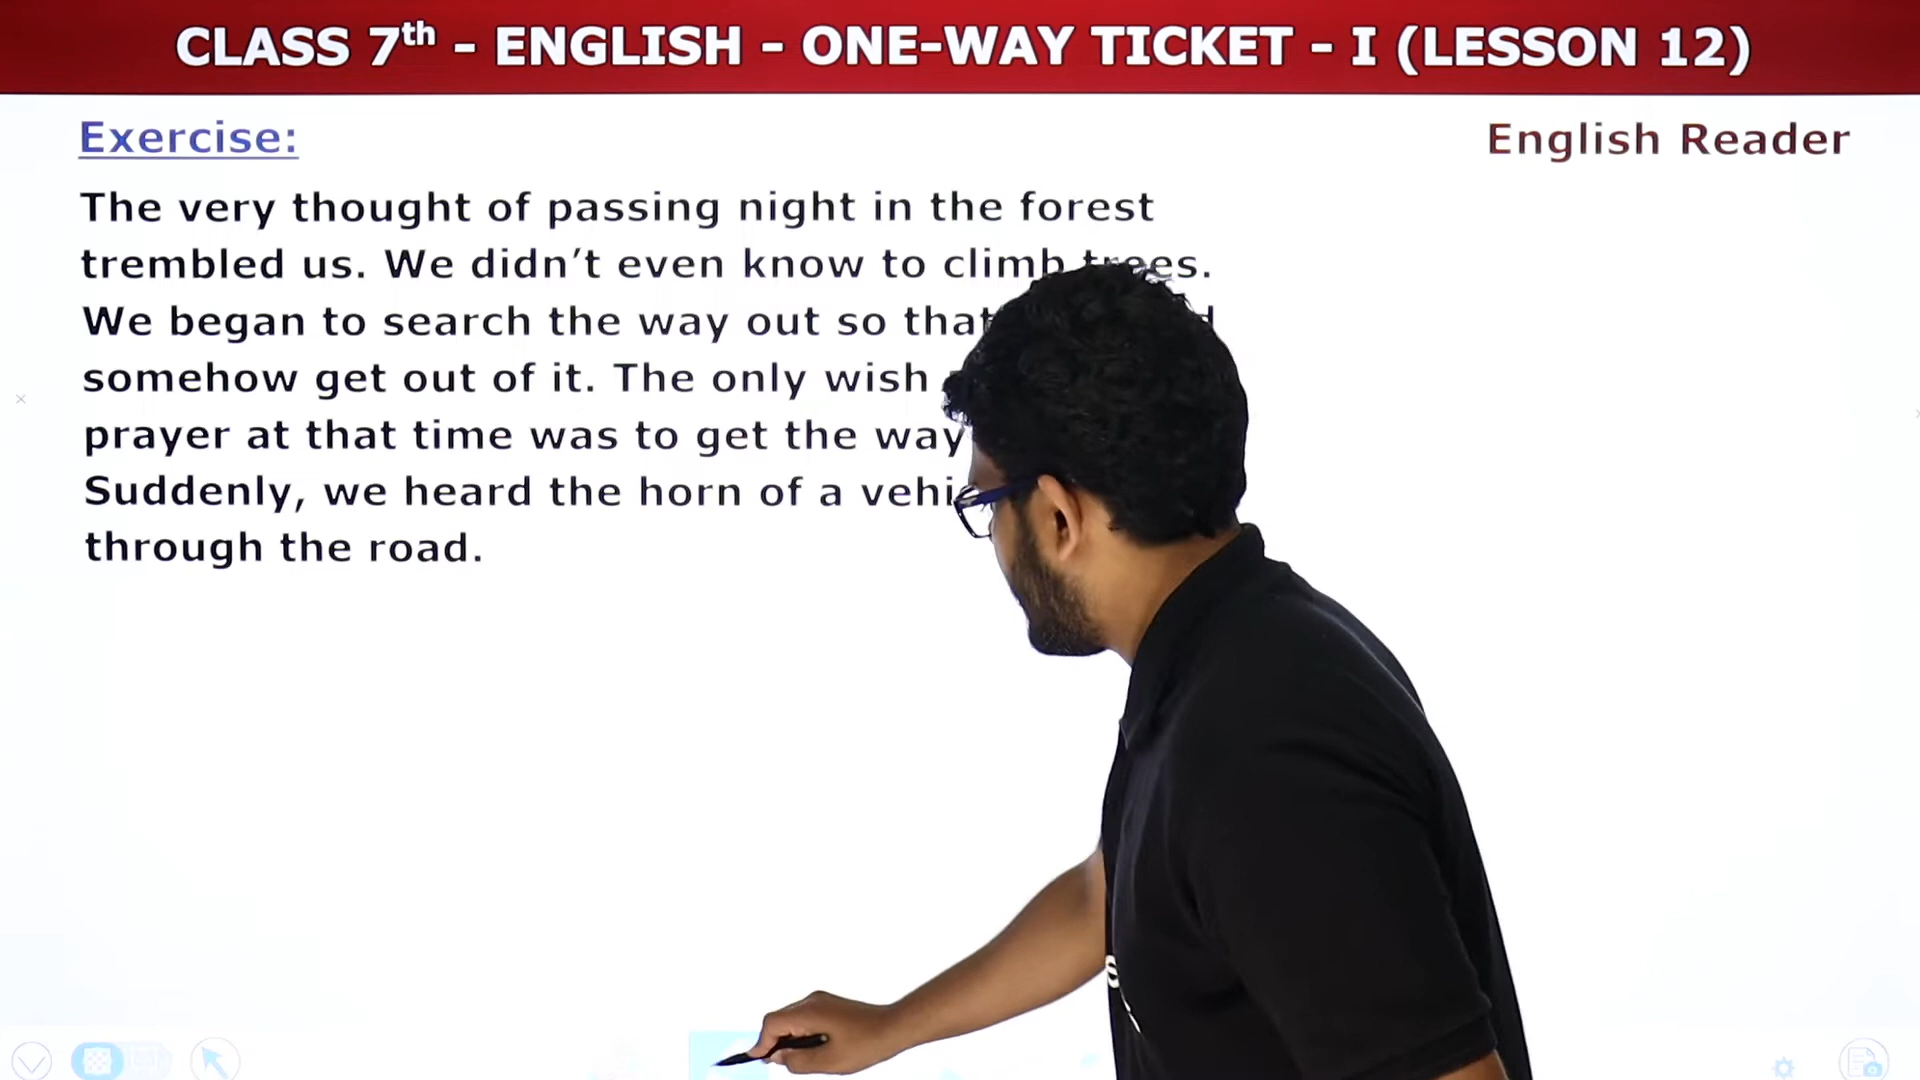 CLASS 7th - ENGLISH - ONE-WAY TICKET - I (LESSON 12)
Exercise:
English Reader
The very thought of passing night in the forest
trembled us. We didn’t even know to climb trees.
We began to search the way out so that
somehow get out of it. The only wish
prayer at that time was to get the way
Suddenly, we heard the horn of a
through the road.